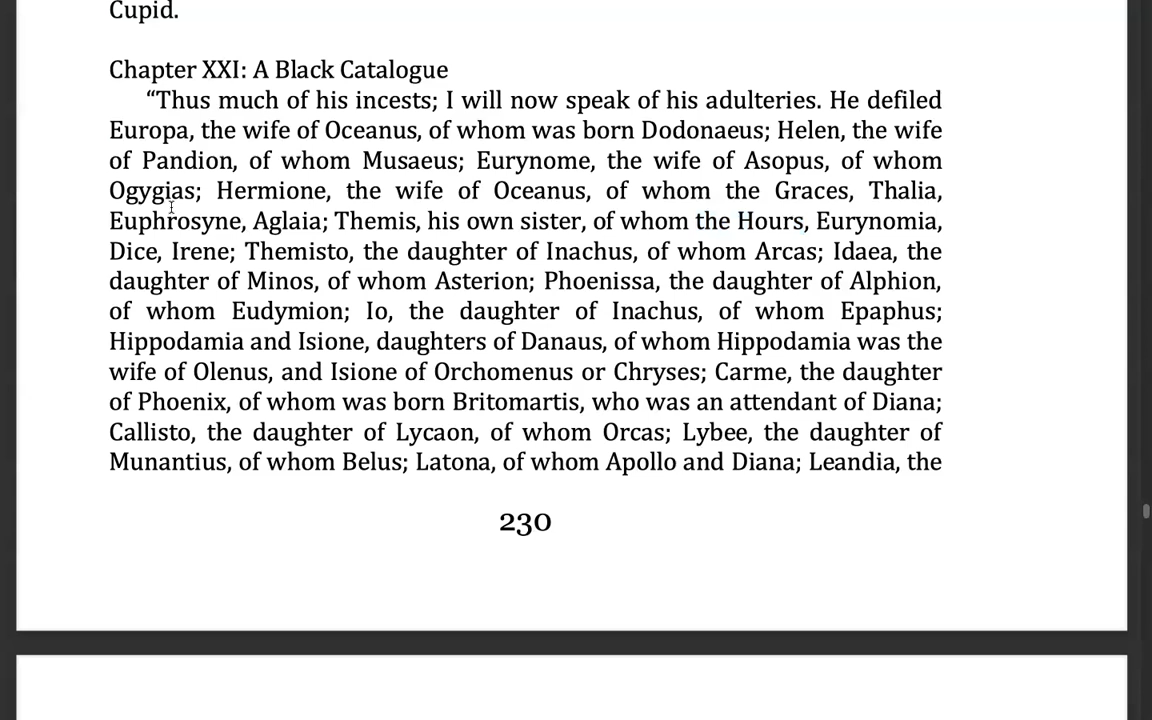 Cupid.
Chapter XXI: A Black Catalogue
“Thus much of his incests; I will now speak of his adulteries. He defiled
Europa, the wife of Oceanus, of whom was born Dodonaeus; Helen, the wife
of Pandion, of whom Musaeus; Eurynome, the wife of Asopus, of whom
Ogygias; Hermione, the wife of Oceanus, of whom the Graces, Thalia,
Euphrosyne, Aglaia; Themis, his own sister, of whom the Hours, Eurynomia,
Dice, Irene; Themisto, the daughter of Inachus, of whom Arcas; Idaea, the
daughter of Minos, of whom Asterion; Phoenissa, the daughter of Alphion,
of whom Eudymion; Io, the daughter of Inachus, of whom Epaphus;
Hippodamia and Isione, daughters of Danaus, of whom Hippodamia was the
wife of Olenus, and Isione of Orchomenus or Chryses; Carme, the daughter
of Phoenix, of whom was born Britomartis, who was an attendant of Diana;
Callisto, the daughter of Lycaon, of whom Orcas; Lybee, the daughter of
Munantius, of whom Belus; Latona, of whom Apollo and Diana; Leandia, the
230